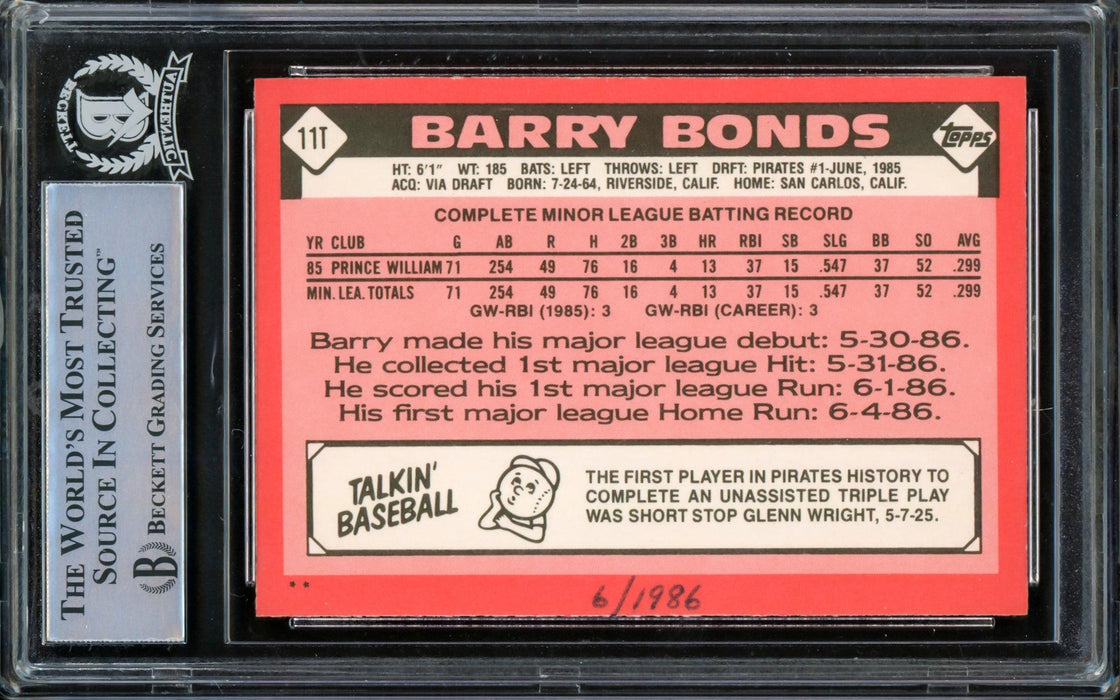 BECKETT
AUTHENTIC
B
THE WORLD'S MOST TRUSTED
SOURCE IN COLLECTING™
B BECKETT GRADING SERVICES
11T BARRY BONDS topps
HT: 6'1" WT: 185 BATS: LEFT THROWS: LEFT DRFT: PIRATES #1-JUNE, 1985
ACQ: VIA DRAFT BORN: 7-24-64, RIVERSIDE, CALIF. HOME: SAN CARLOS, CALIF.
COMPLETE MINOR LEAGUE BATTING RECORD
YR CLUB G AB R H 2B 3B HR RBI SB SLG BB SO AVG
85 PRINCE WILLIAM 71 254 49 76 16 4 13 37 15 .547 37 52 .299
MIN. LEA. TOTALS 71 254 49 76 16 4 13 37 15 .547 37 52 .299
GW-RBI (1985): 3 GW-RBI (CAREER): 3
Barry made his major league debut: 5-30-86.
He collected 1st major league Hit: 5-31-86.
He scored his 1st major league Run: 6-1-86.
His first major league Home Run: 6-4-86.
TALKIN'
BASEBALL
THE FIRST PLAYER IN PIRATES HISTORY TO
COMPLETE AN UNASSISTED TRIPLE PLAY
WAS SHORT STOP GLENN WRIGHT, 5-7-25.
**
6/1986